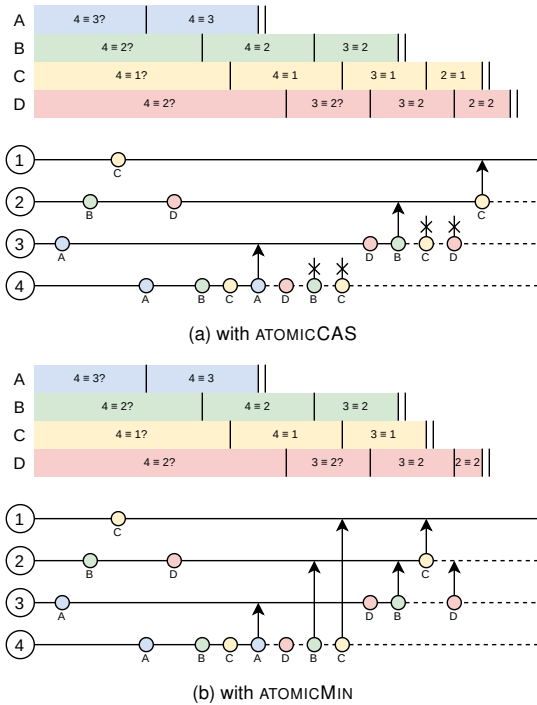 A 4 ≡ 3? 4 ≡ 3
B 4 ≡ 2? 4 ≡ 2 3 ≡ 2
C 4 ≡ 1? 4 ≡ 1 3 ≡ 1 2 ≡ 1
D 4 ≡ 2? 3 ≡ 2? 3 ≡ 2 2 ≡ 2
1
C
2
B D C
3
A D B C D
4
A B C A D B C
(a) with ATOMICCAS
A 4 ≡ 3? 4 ≡ 3
B 4 ≡ 2? 4 ≡ 2 3 ≡ 2
C 4 ≡ 1? 4 ≡ 1 3 ≡ 1
D 4 ≡ 2? 3 ≡ 2? 3 ≡ 2 2 ≡ 2
1
C
2
B D C
3
A D B D
4
A B C A D B C
(b) with ATOMICMIN